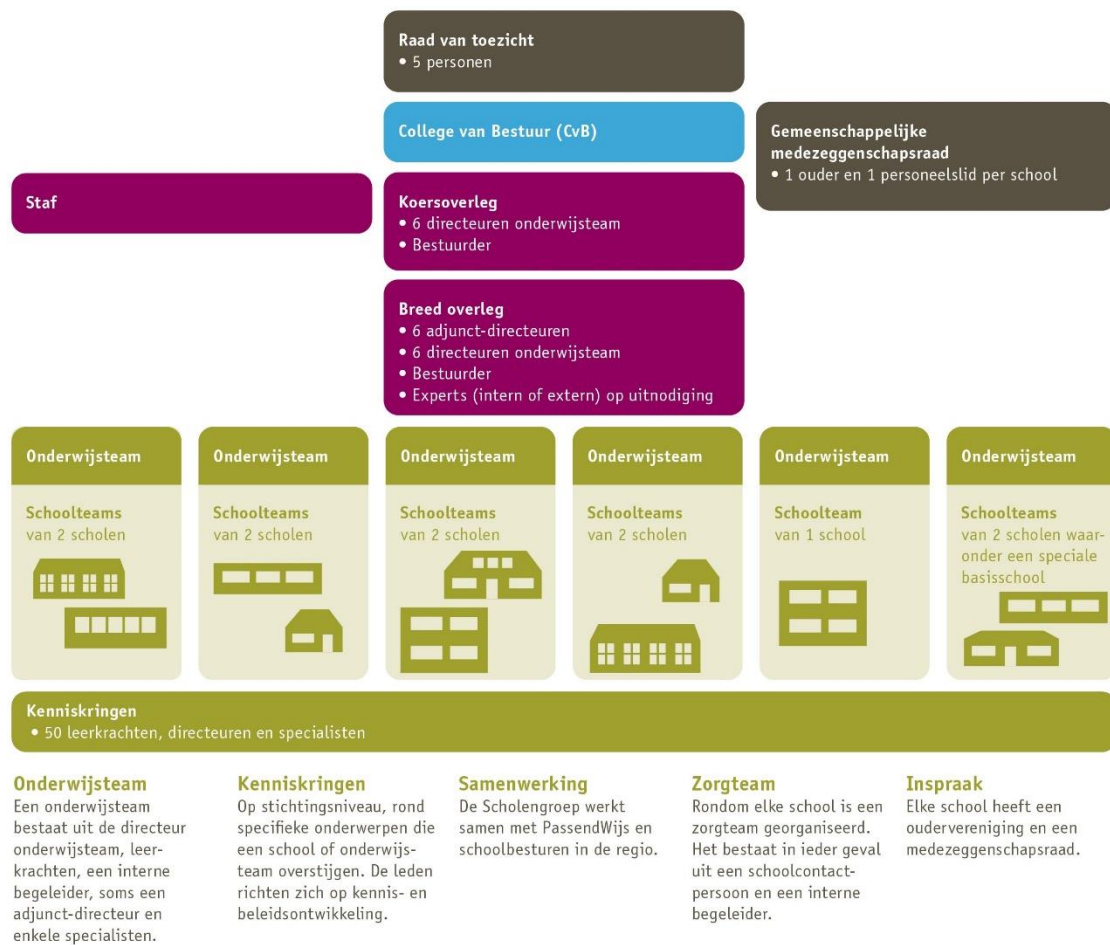 Raad van toezicht
• 5 personen
College van Bestuur (CvB)
Gemeenschappelijke
medezeggenschapsraad
• 1 ouder en 1 personeelslid per school
Staf
Koersoverleg
• 6 directeuren onderwijsteam
• Bestuurder
Breed overleg
• 6 adjunct-directeuren
• 6 directeuren onderwijsteam
• Bestuurder
• Experts (intern of extern) op uitnodiging
Onderwijsteam
Schoolteams
van 2 scholen
Onderwijsteam
Schoolteams
van 2 scholen
Onderwijsteam
Schoolteams
van 2 scholen
Onderwijsteam
Schoolteams
van 2 scholen
Onderwijsteam
Schoolteam
van 1 school
Onderwijsteam
Schoolteams
van 2 scholen waar-
onder een speciale
basisschool
Kenniskringen
• 50 leerkrachten, directeuren en specialisten
Onderwijsteam
Een onderwijsteam
bestaat uit de directeur
onderwijsteam, leer-
krachten, een interne
begeleider, soms een
adjunct-directeur en
enkele specialisten.
Kenniskringen
Op stichtingsniveau, rond
specifieke onderwerpen die
een school of onderwijs-
team overstijgen. De leden
richten zich op kennis- en
beleidsontwikkeling.
Samenwerking
De Scholengroep werkt
samen met PassendWijs en
schoolbesturen in de regio.
Zorgteam
Rondom elke school is een
zorgteam georganiseerd.
Het bestaat in ieder geval
uit een schoolcontact-
persoon en een interne
begeleider.
Inspraak
Elke school heeft een
oudervereniging en een
medezeggenschapsraad.